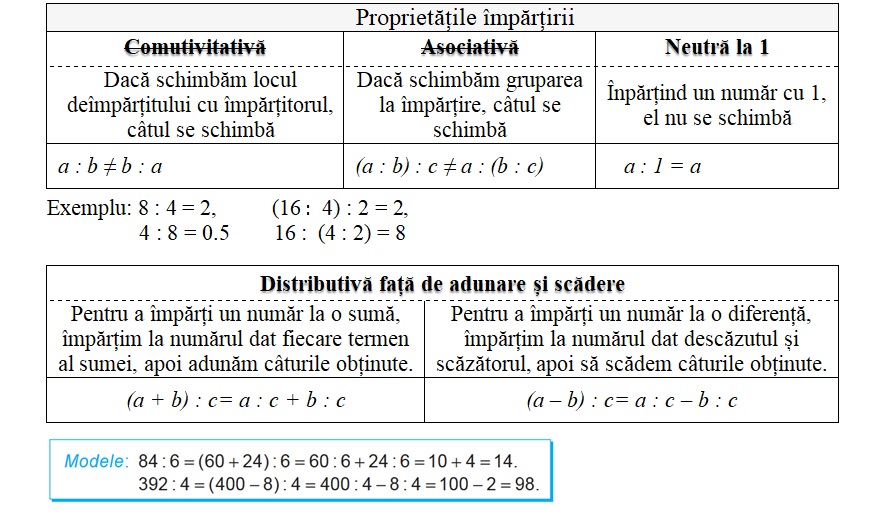 Proprietățile împărțirii
Comutivitativă
Asociativă
Neutră la 1
Dacă schimbăm locul
deîmpărțitului cu împărțitorul,
câtul se schimbă
Dacă schimbăm gruparea
la împărțire, câtul se
schimbă
Înpărțind un număr cu 1,
el nu se schimbă
a : b ≠ b : a
(a : b) : c ≠ a : (b : c)
a : 1 = a
Exemplu: 8 : 4 = 2, (16 : 4) : 2 = 2,
4 : 8 = 0.5 16 : (4 : 2) = 8
Distributivă față de adunare și scădere
Pentru a împărți un număr la o sumă,
împărțim la numărul dat fiecare termen
al sumei, apoi adunăm câturile obținute.
Pentru a împărți un număr la o diferență,
împărțim la numărul dat descăzutul și
scăzătorul, apoi să scădem câturile obținute.
(a + b) : c= a : c + b : c
(a – b) : c= a : c – b : c
Modele: 84 : 6 = (60 + 24) : 6 = 60 : 6 + 24 : 6 = 10 + 4 = 14.
392 : 4 = (400 – 8) : 4 = 400 : 4 – 8 : 4 = 100 – 2 = 98.